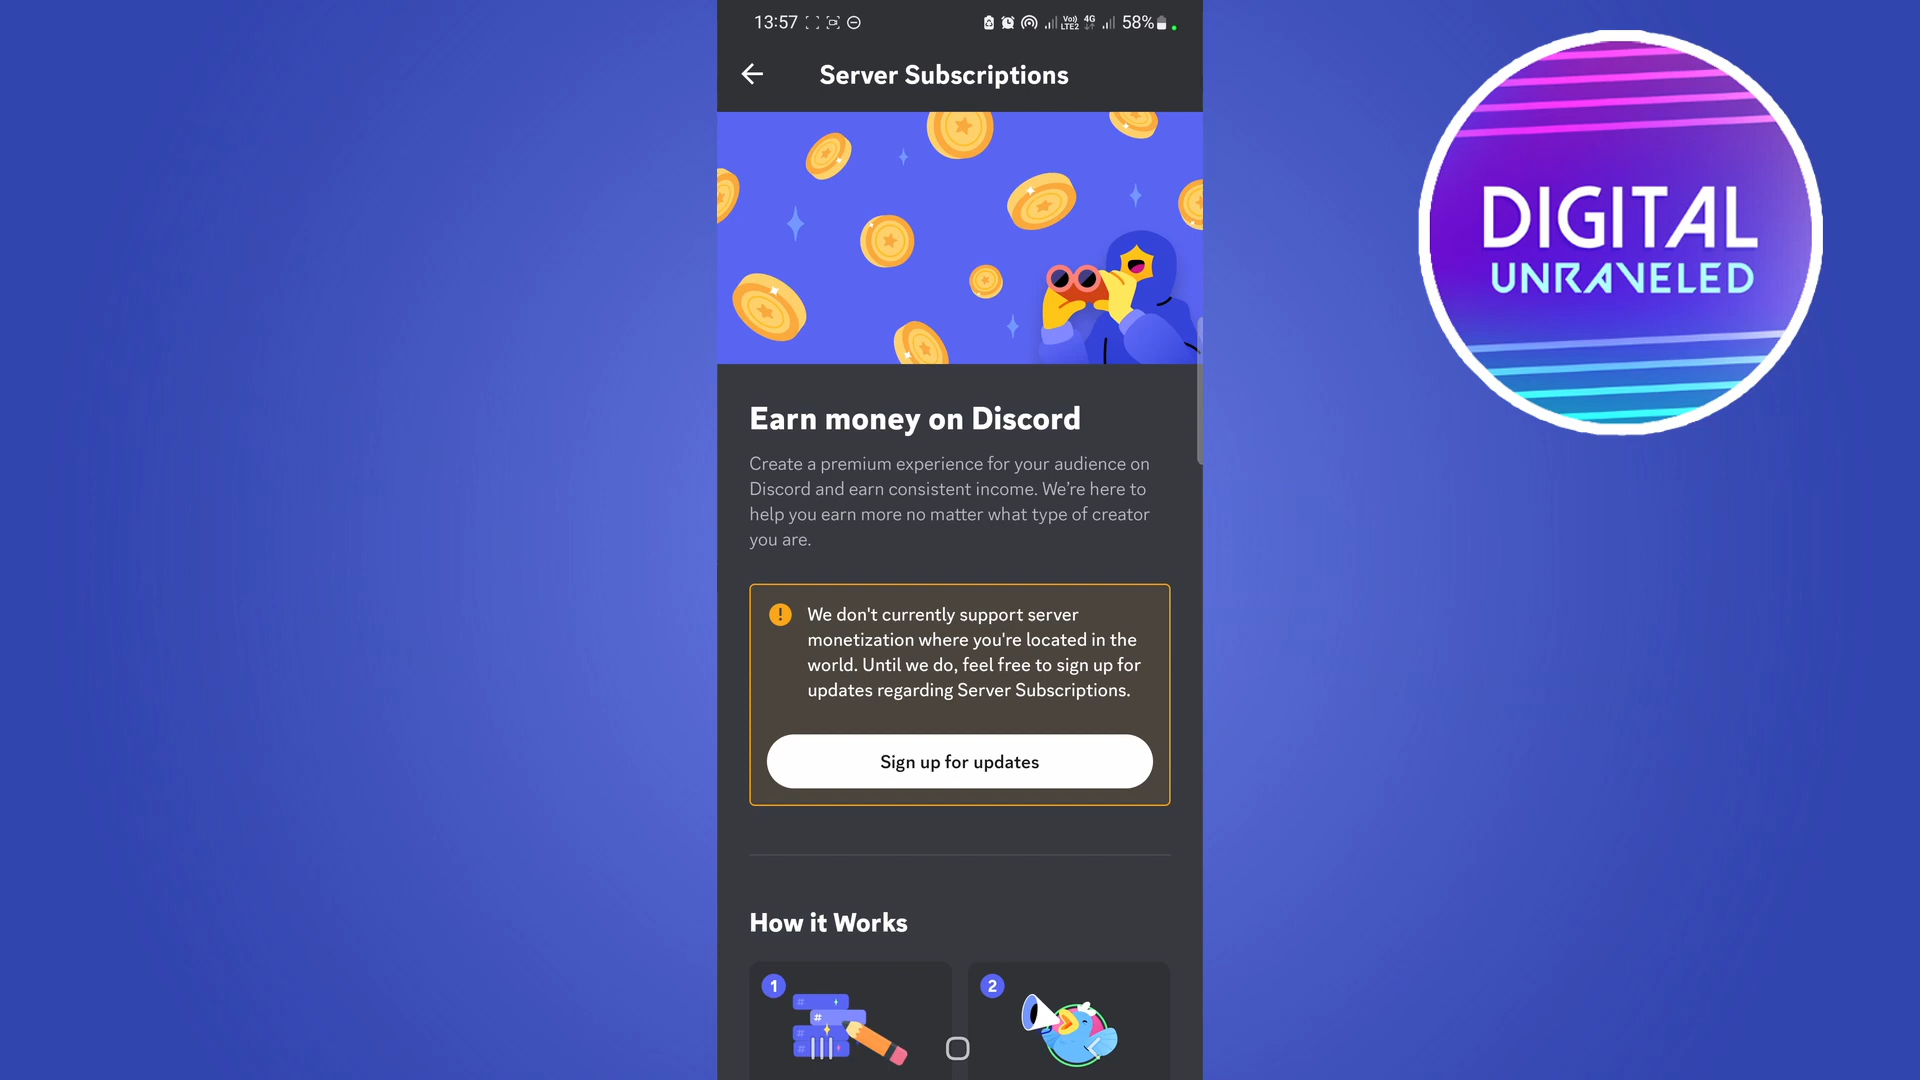 13:57
Vo)) LTE2 4G 58%
Server Subscriptions
Earn money on Discord
Create a premium experience for your audience on
Discord and earn consistent income. We're here to
help you earn more no matter what type of creator
you are.
We don't currently support server
monetization where you're located in the
world. Until we do, feel free to sign up for
updates regarding Server Subscriptions.
Sign up for updates
How it Works
1
2
DIGITAL
UNRAVELED